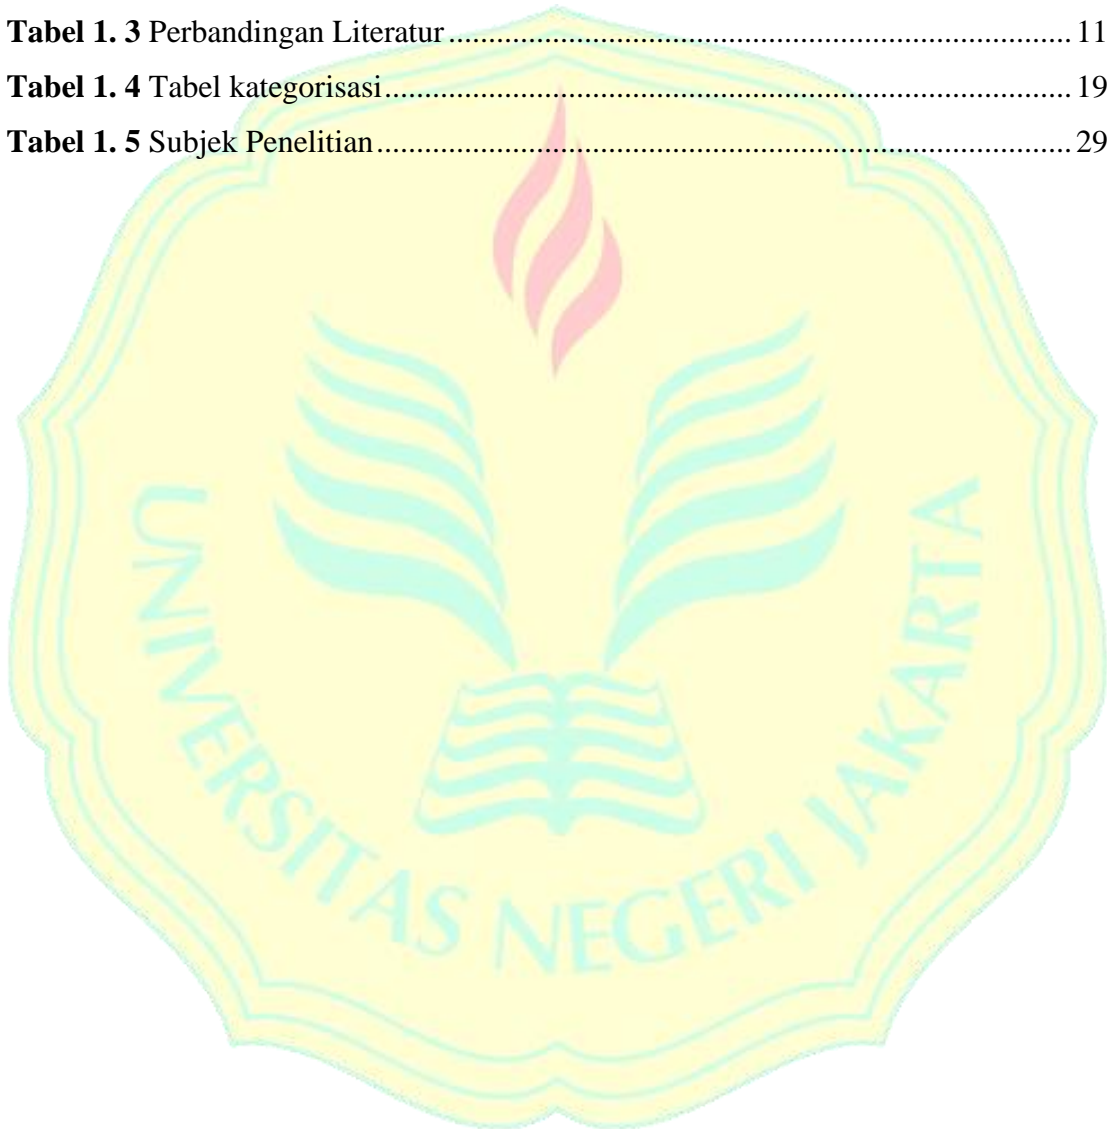 Tabel 1. 3 Perbandingan Literatur........................................................................... 11
Tabel 1. 4 Tabel kategorisasi................................................................................... 19
Tabel 1. 5 Subjek Penelitian.................................................................................... 29
UNIVERSITAS NEGERI JAKARTA